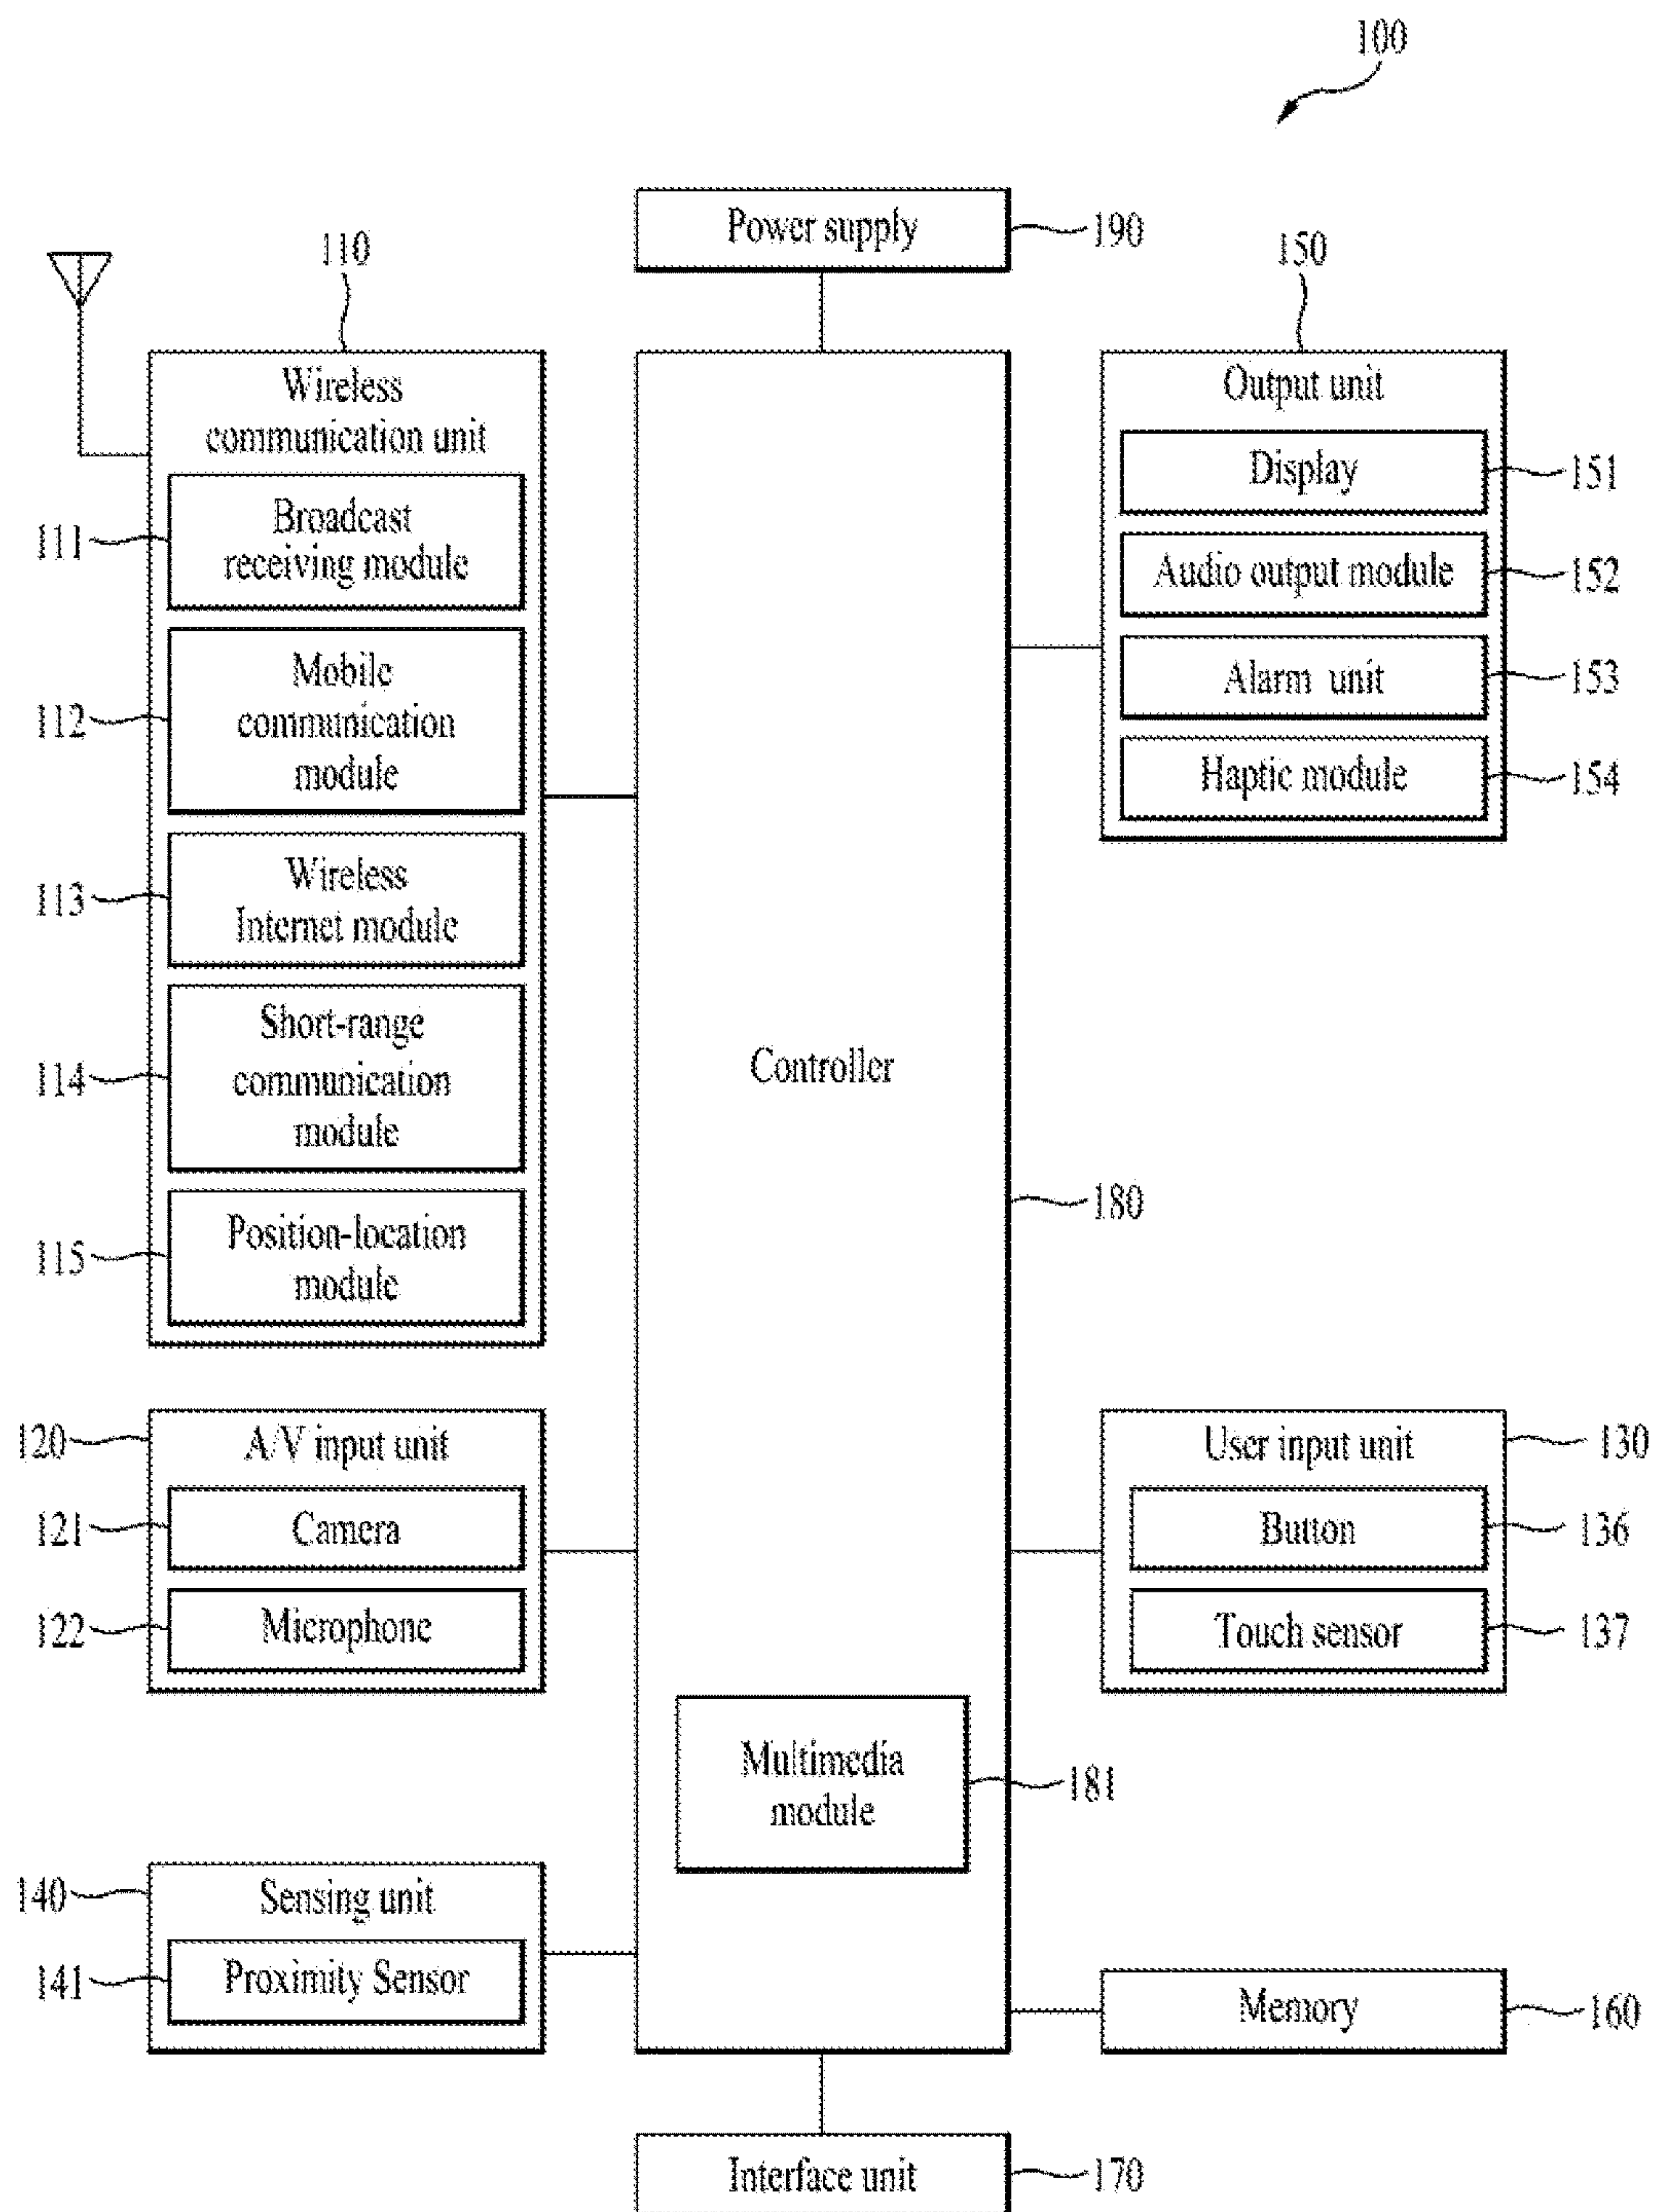 100
Power supply
190
110
Wireless
communication unit
111
Broadcast
receiving module
112
Mobile
communication
module
113
Wireless
Internet module
114
Short-range
communication
module
115
Position-location
module
150
Output unit
Display
151
Audio output module
152
Alarm unit
153
Haptic module
154
Controller
180
120
A/V input unit
121
Camera
122
Microphone
User input unit
130
Button
136
Touch sensor
137
Multimedia
module
181
140
Sensing unit
141
Proximity Sensor
Memory
160
Interface unit
170